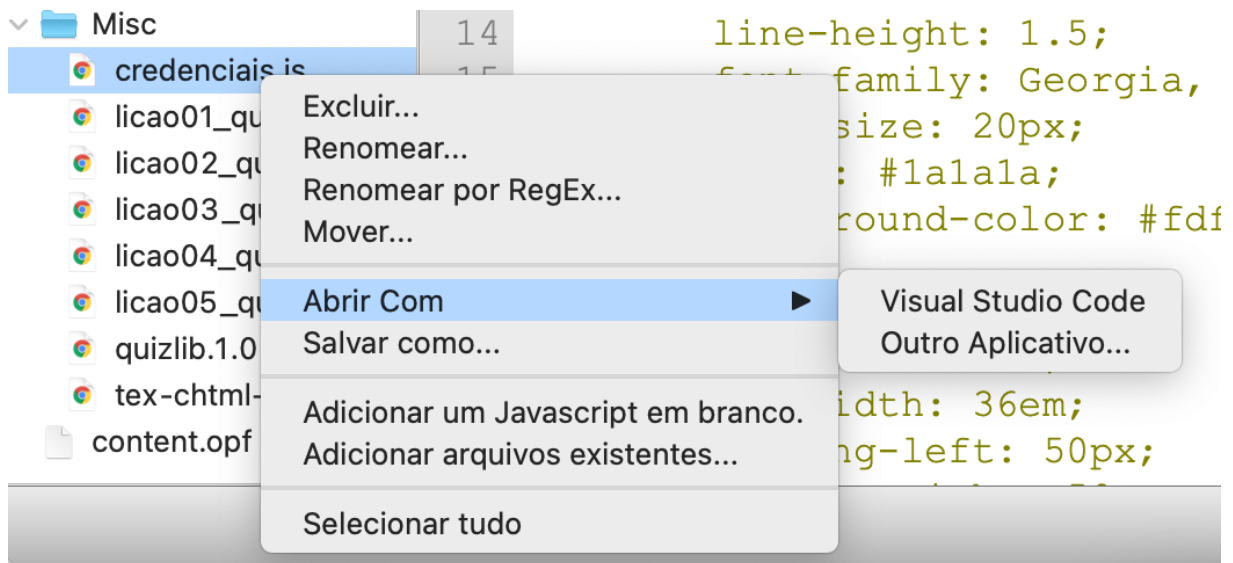 Misc
credenciais.js
licao01_qu
licao02_qu
licao03_qu
licao04_qu
licao05_qu
quizlib.1.0
tex-chtml-
content.opf
14 line-height: 1.5;
15 font-family: Georgia,
size: 20px;
: #1a1a1a;
round-color: #fdf
idth: 36em;
ng-left: 50px;
Excluir...
Renomear...
Renomear por RegEx...
Mover...
Abrir Com
Salvar como...
Adicionar um Javascript em branco.
Adicionar arquivos existentes...
Selecionar tudo
Visual Studio Code
Outro Aplicativo...